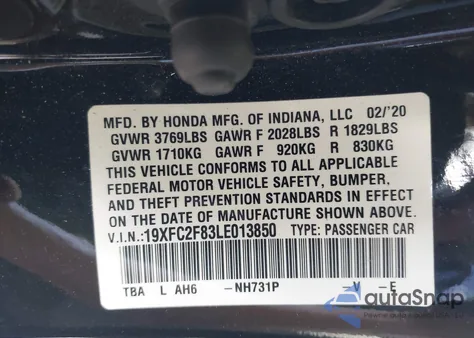 MFD. BY HONDA MFG. OF INDIANA, LLC 02/'20
GVWR 3769LBS GAWR F 2028LBS R 1829LBS
GVWR 1710KG GAWR F 920KG R 830KG
THIS VEHICLE CONFORMS TO ALL APPLICABLE
FEDERAL MOTOR VEHICLE SAFETY, BUMPER,
AND THEFT PREVENTION STANDARDS IN EFFECT
ON THE DATE OF MANUFACTURE SHOWN ABOVE.
V.I.N.: 19XFC2F83LE013850 TYPE: PASSENGER CAR
TBA L AH6 -NH731P -V -E
autoSnap